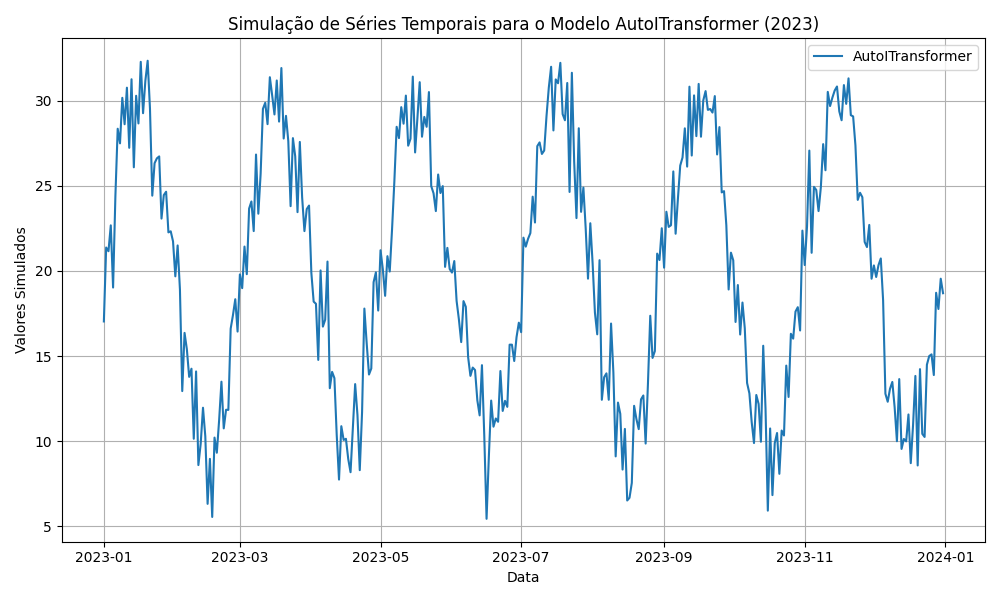 Simulação de Séries Temporais para o Modelo AutoITransformer (2023)
AutoITransformer
Valores Simulados
30
25
20
15
10
5
2023-01 2023-03 2023-05 2023-07 2023-09 2023-11 2024-01
Data